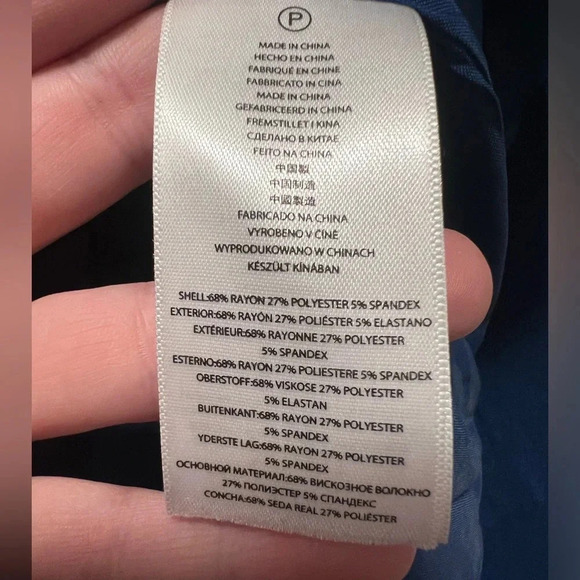 P
MADE IN CHINA
HECHO EN CHINA
FABRIQUÉ EN CHINE
FABBRICATO IN CINA
MADE IN CHINA
GEFABRICEERD IN CHINA
FREMSTILLET I KINA
СДЕЛАНО В КИТАЕ
FEITO NA CHINA
中国製
中国制造
中國製造
FABRICADO NA CHINA
VYROBENO V ČÍNĚ
WYPRODUKOWANO W CHINACH
KÉSZÜLT KÍNÁBAN
SHELL:68% RAYON 27% POLYESTER 5% SPANDEX
EXTERIOR:68% RAYÓN 27% POLIÉSTER 5% ELASTANO
EXTÉRIEUR:68% RAYONNE 27% POLYESTER
5% SPANDEX
ESTERNO:68% RAYON 27% POLIESTERE 5% SPANDEX
OBERSTOFF:68% VISKOSE 27% POLYESTER
5% ELASTAN
BUITENKANT:68% RAYON 27% POLYESTER
5% SPANDEX
YDERSTE LAG:68% RAYON 27% POLYESTER
5% SPANDEX
ОСНОВНОЙ МАТЕРИАЛ:68% ВИСКОЗНОЕ ВОЛОКНО
27% ПОЛИЭСТЕР 5% СПАНДЕКС
CONCHA:68% SEDA REAL 27% POLIÉSTER